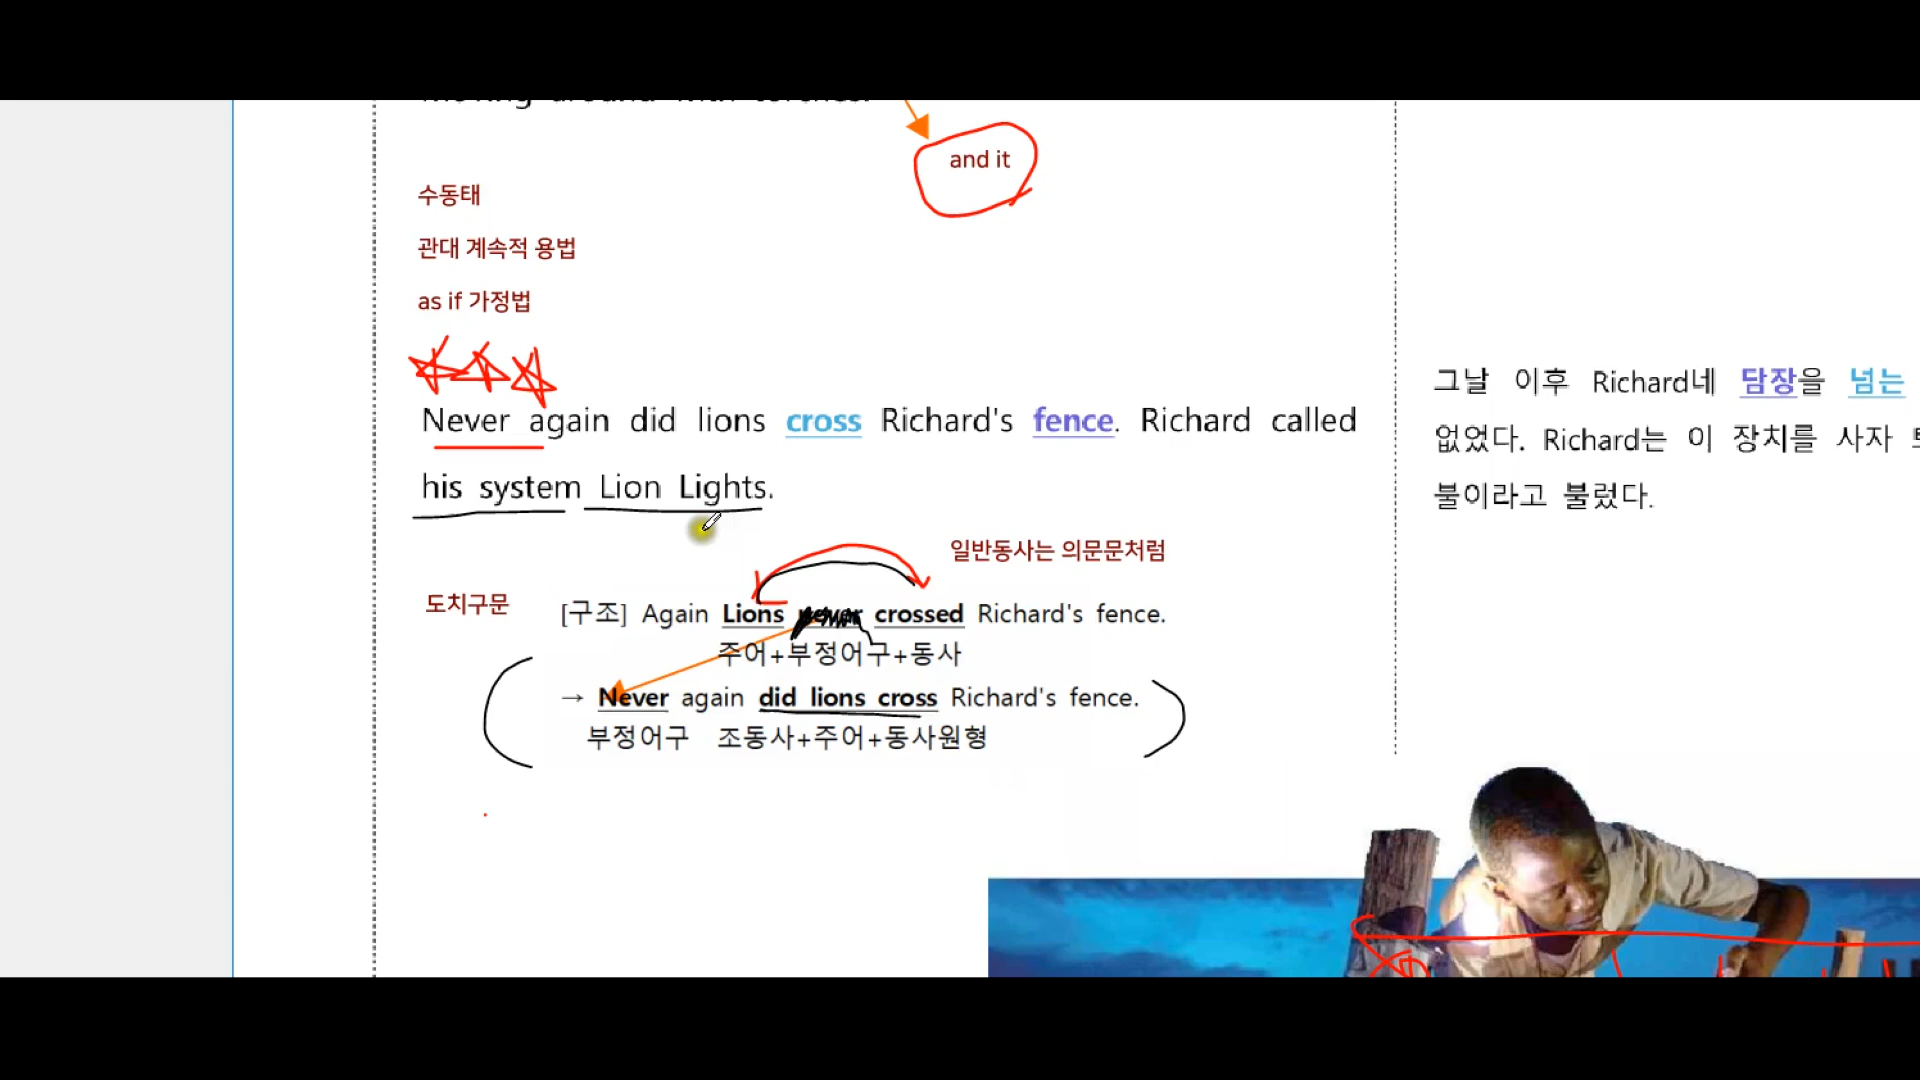 moving around with torches.
and it
수동태
관대 계속적 용법
as if 가정법
Never again did lions cross Richard's fence. Richard called
his system Lion Lights.
일반동사는 의문문처럼
도치구문
[구조] Again Lions never crossed Richard's fence.
주어+부정어구+동사
→ Never again did lions cross Richard's fence.
부정어구 조동사+주어+동사원형
그날 이후 Richard네 담장을 넘는
없었다. Richard는 이 장치를 사자
불이라고 불렀다.